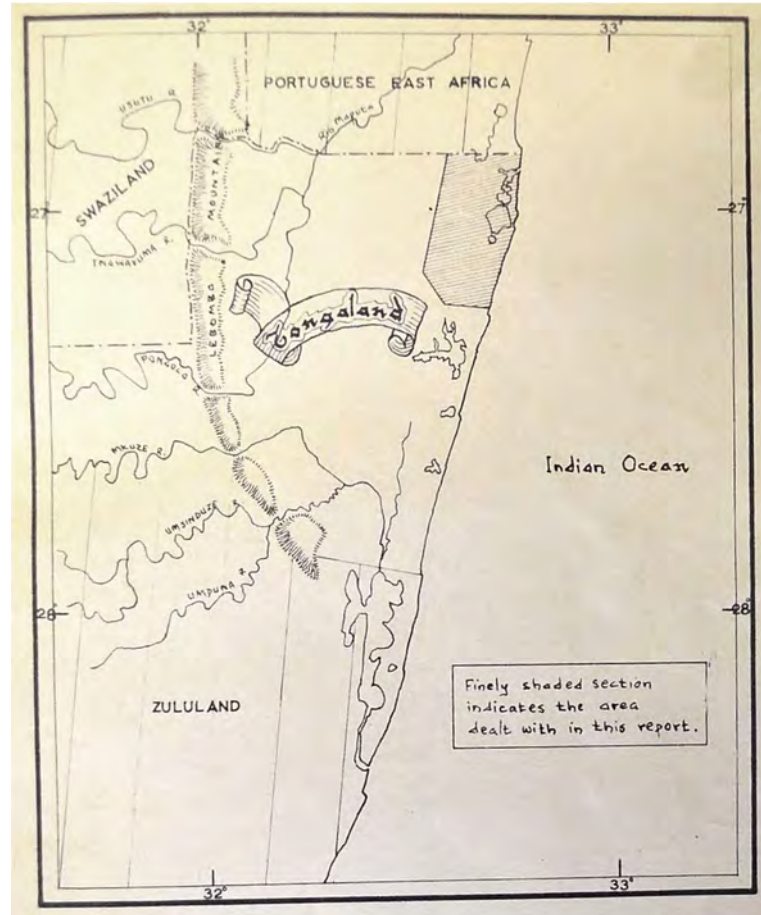 32°
33°
PORTUGUESE EAST AFRICA
USUTU R.
Rio Maputa
SWAZILAND
MOUNTAINS
27°
27°
INGWAVUMA R.
LEBOMBO
Tongaland
PONGOLO R.
MKUZE R.
Indian Ocean
UMSINDUZE R.
28°
28°
Finely shaded section
indicates the area
dealt with in this report.
ZULULAND
32°
33°